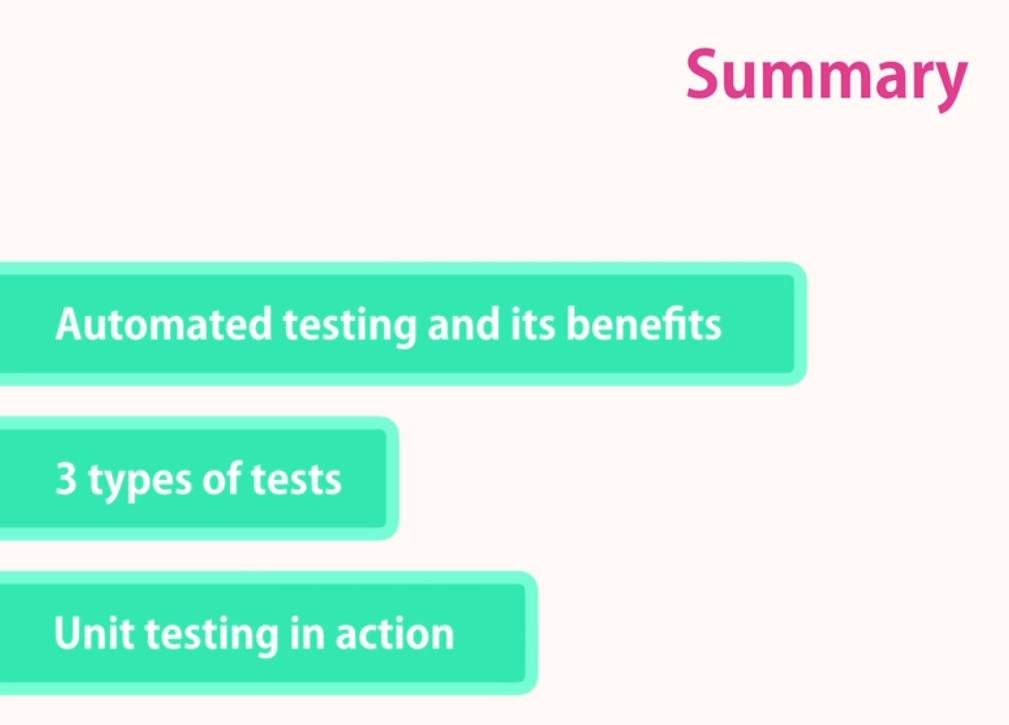 Summary
Automated testing and its benefits
3 types of tests
Unit testing in action